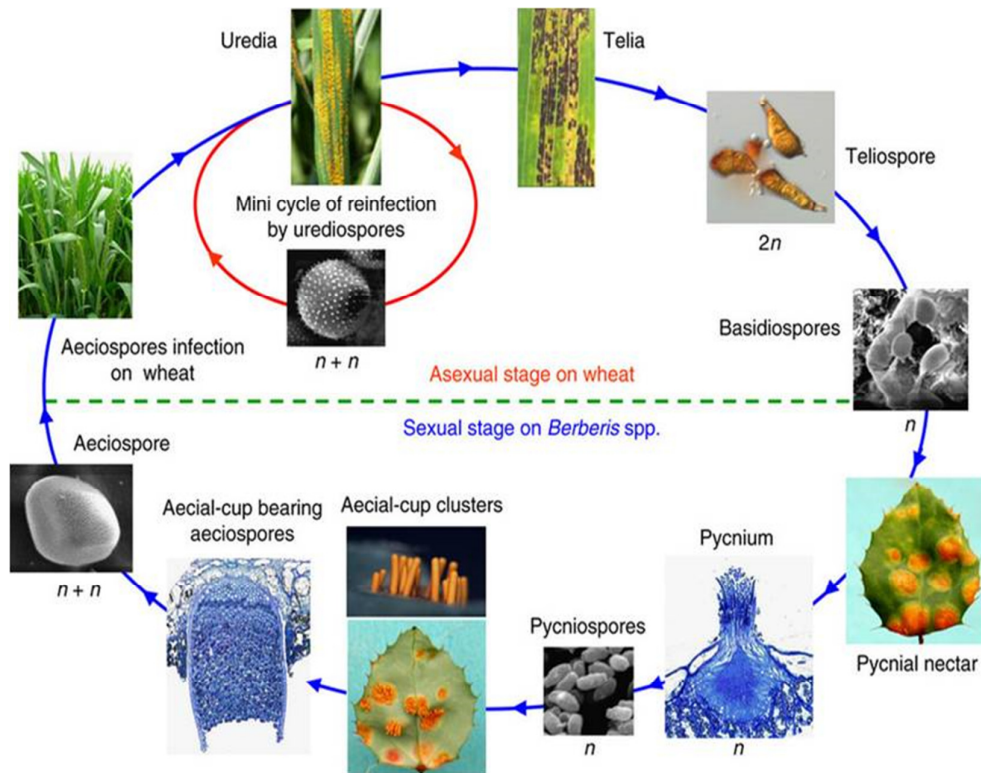 Uredia
Telia
Teliospore
2n
Mini cycle of reinfection
by urediospores
n + n
Basidiospores
n
Aeciospores infection
on wheat
Asexual stage on wheat
Sexual stage on Berberis spp.
Aeciospore
n + n
Aecial-cup bearing
aeciospores
Aecial-cup clusters
Pycniospores
n
Pycnium
n
Pycnial nectar